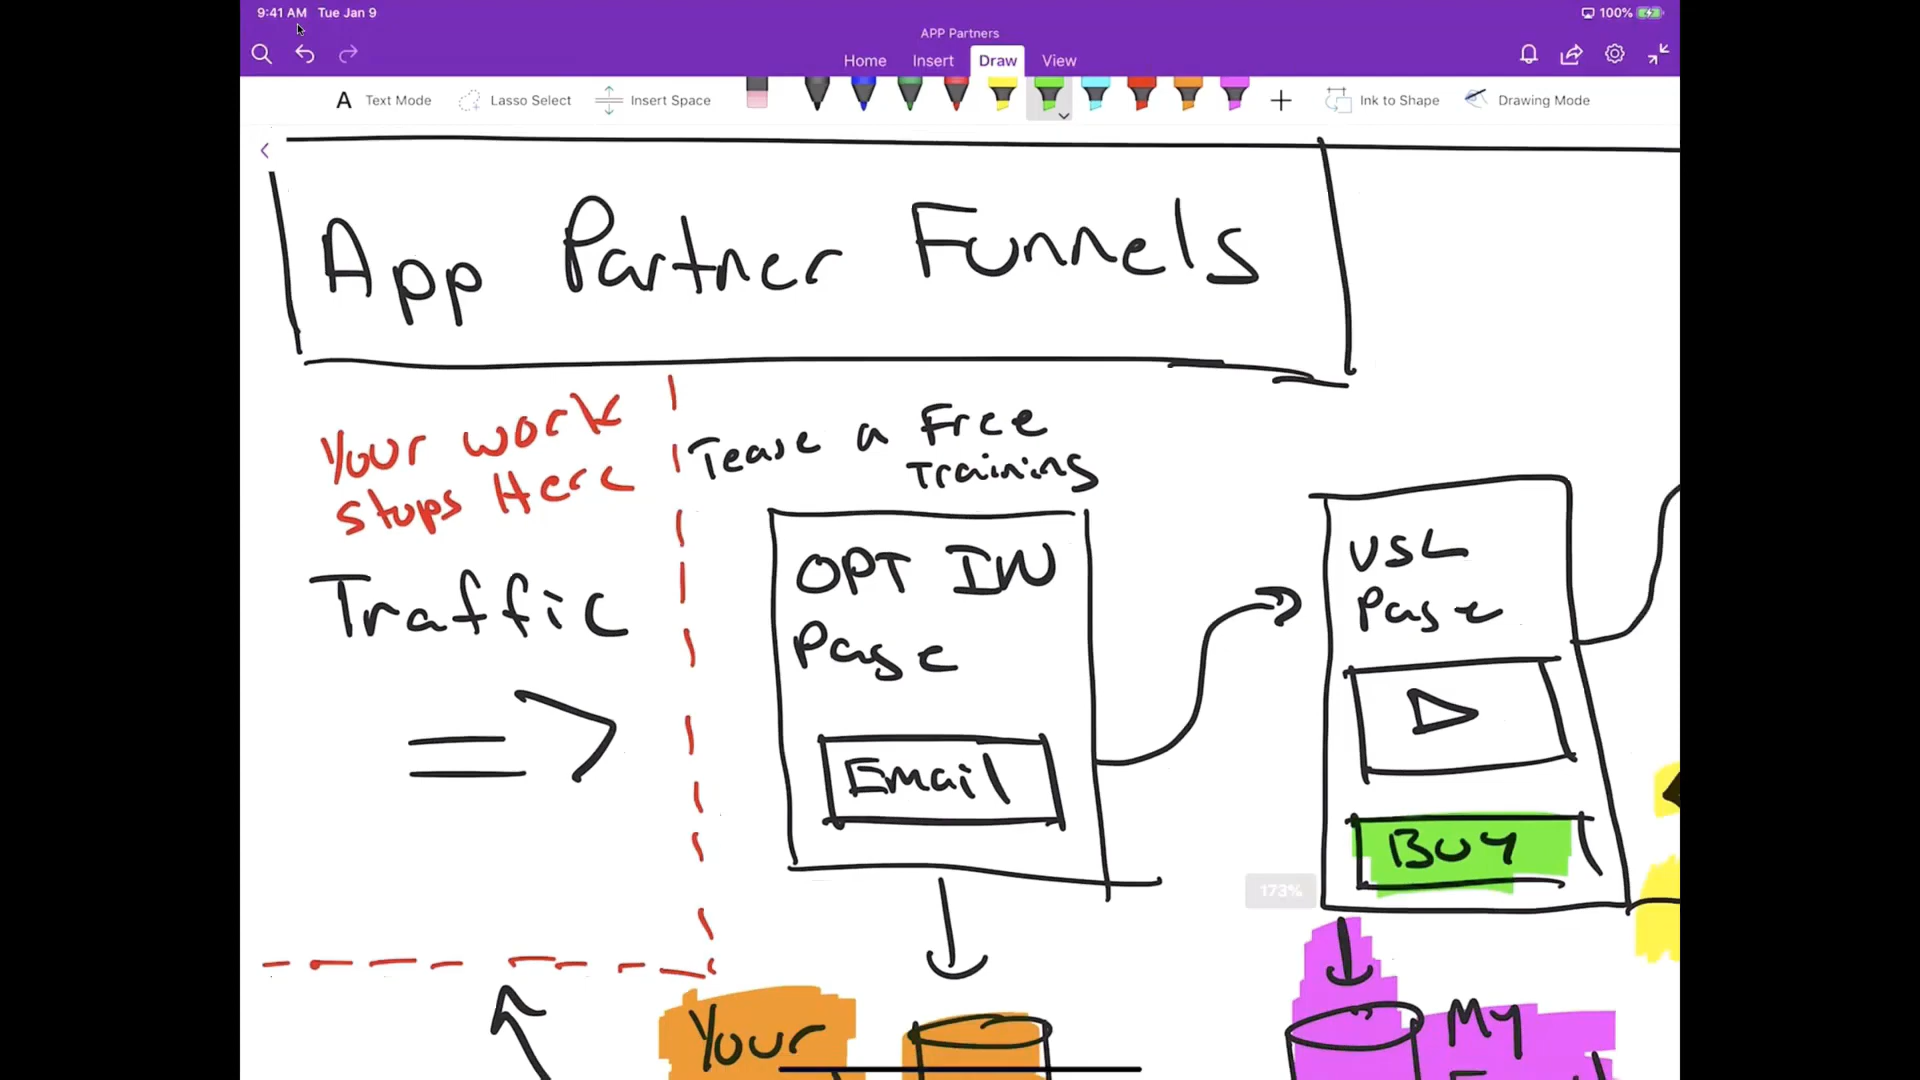 9:41 AM Tue Jan 9
100%
APP Partners
Home Insert Draw View
Text Mode Lasso Select Insert Space Ink to Shape Drawing Mode
App Partner Funnels
Your work
stops Here
Tease a Free
Training
Traffic
OPT IN
Page
Email
VSL
Page
BUY
173%
Your
My